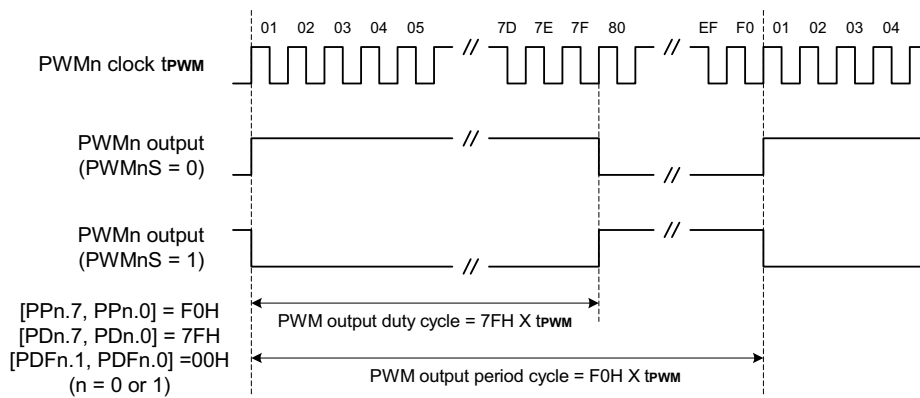 01 02 03 04 05 // 7D 7E 7F 80 // EF F0 01 02 03 04
PWMn clock tPWM
PWMn output
(PWMnS = 0)
// //
PWMn output
(PWMnS = 1)
// //
[PPn.7, PPn.0] = F0H
[PDn.7, PDn.0] = 7FH
[PDFn.1, PDFn.0] =00H
(n = 0 or 1)
PWM output duty cycle = 7FH X tPWM
PWM output period cycle = F0H X tPWM